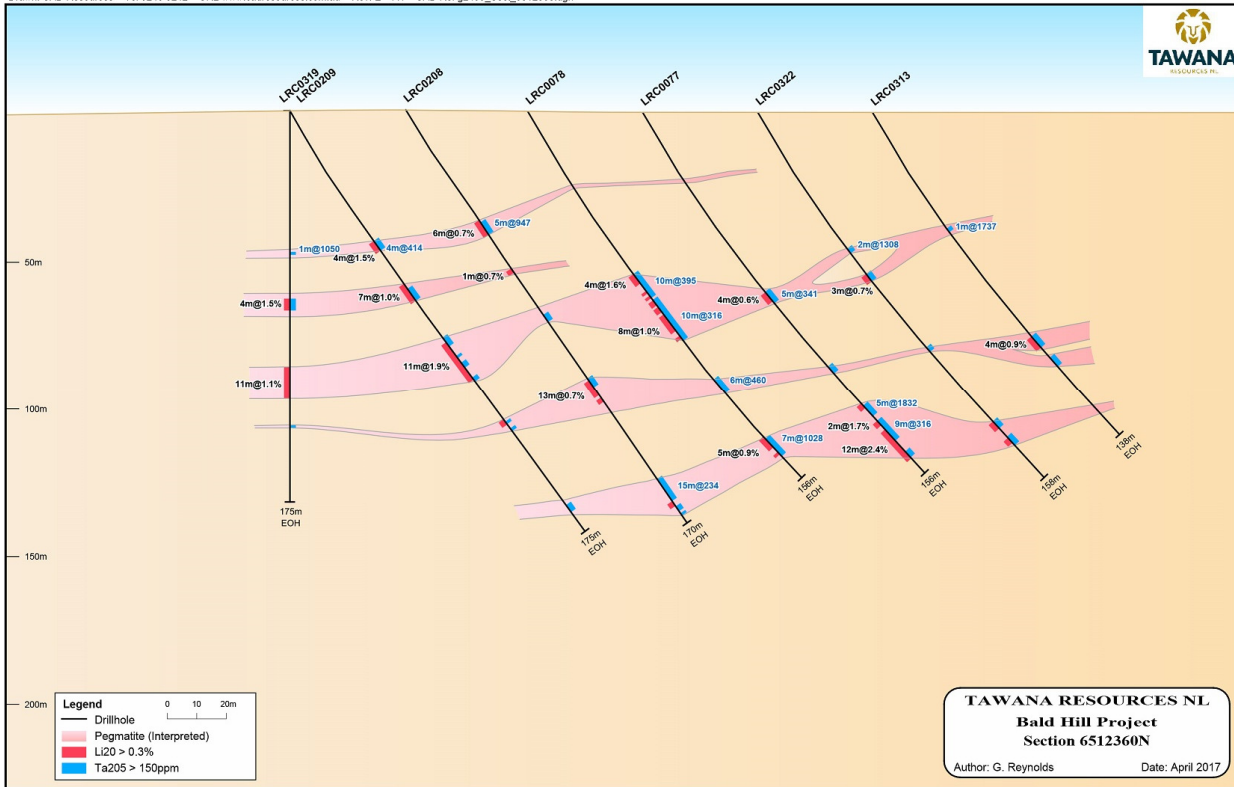 TAWANA
RESOURCES NL
LRC0319
LRC0209
LRC0208
LRC0078
LRC0077
LRC0322
LRC0313
50m
100m
150m
200m
1m@1050
4m@414
4m@1.5%
6m@0.7%
5m@947
4m@1.5%
7m@1.0%
1m@0.7%
4m@1.6%
10m@395
10m@316
8m@1.0%
4m@0.6%
5m@341
2m@1308
3m@0.7%
1m@1737
11m@1.1%
11m@1.9%
13m@0.7%
6m@460
4m@0.9%
5m@1832
2m@1.7%
9m@316
12m@2.4%
5m@0.9%
7m@1028
15m@234
175m
EOH
175m
EOH
170m
EOH
156m
EOH
156m
EOH
158m
EOH
138m
EOH
Legend
0 10 20m
Drillhole
Pegmatite (Interpreted)
Li20 > 0.3%
Ta205 > 150ppm
TAWANA RESOURCES NL
Bald Hill Project
Section 6512360N
Author: G. Reynolds Date: April 2017